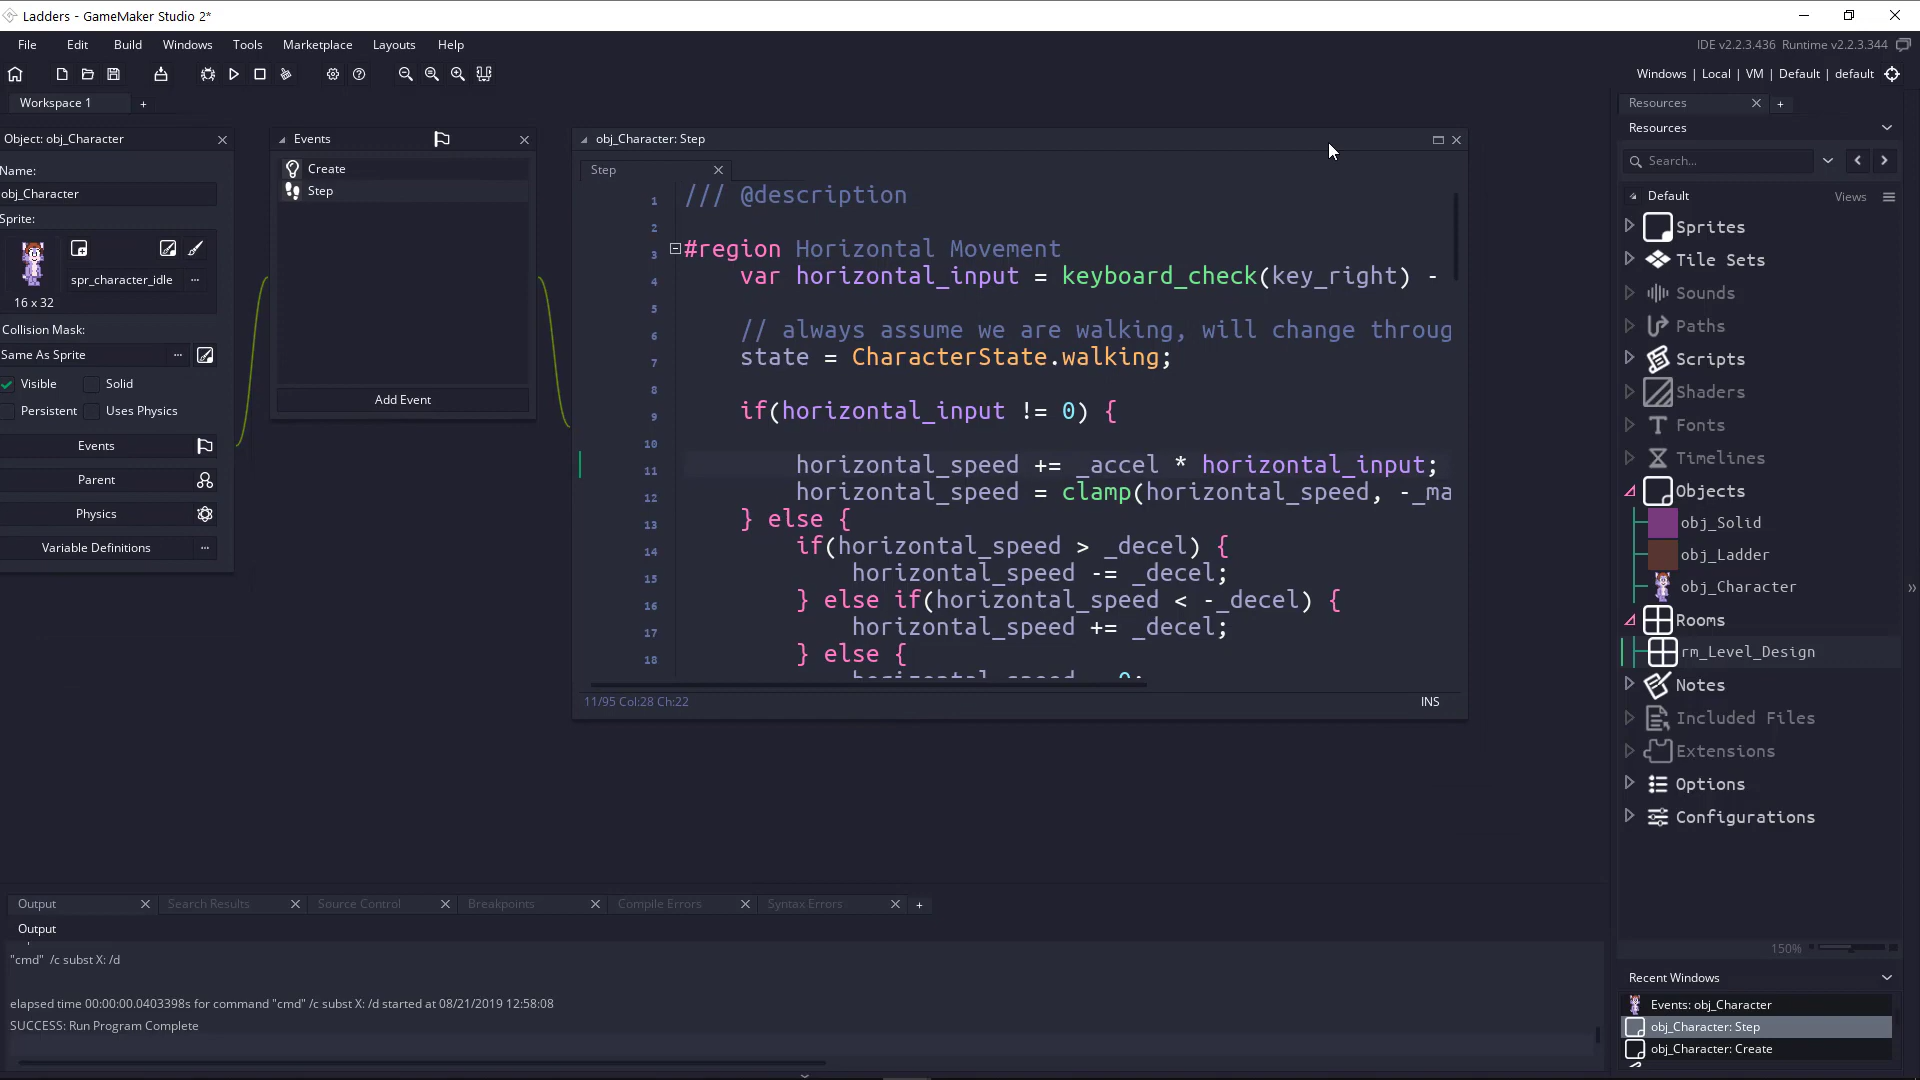 Ladders - GameMaker Studio 2*
File Edit Build Windows Tools Marketplace Layouts Help
IDE v2.2.3.436 Runtime v2.2.3.344
Windows | Local | VM | Default | default
Workspace 1
Object: obj_Character
Name:
obj_Character
Sprite:
spr_character_idle
16 x 32
Collision Mask:
Same As Sprite
Visible Solid
Persistent Uses Physics
Events
Parent
Physics
Variable Definitions
Events
Create
Step
Add Event
obj_Character: Step
Step
1 /// @description
2
3 #region Horizontal Movement
4 var horizontal_input = keyboard_check(key_right) -
5
6 // always assume we are walking, will change throug
7 state = CharacterState.walking;
8
9 if(horizontal_input != 0) {
10
11 horizontal_speed += _accel * horizontal_input;
12 horizontal_speed = clamp(horizontal_speed, -_ma
13 } else {
14 if(horizontal_speed > _decel) {
15 horizontal_speed -= _decel;
16 } else if(horizontal_speed < -_decel) {
17 horizontal_speed += _decel;
18 } else {
11/95 Col:28 Ch:22
INS
Resources
Resources
Search...
Default
Views
Sprites
Tile Sets
Sounds
Paths
Scripts
Shaders
Fonts
Timelines
Objects
obj_Solid
obj_Ladder
obj_Character
Rooms
rm_Level_Design
Notes
Included Files
Extensions
Options
Configurations
150%
Recent Windows
Events: obj_Character
obj_Character: Step
obj_Character: Create
Output Search Results Source Control Breakpoints Compile Errors Syntax Errors
Output
"cmd" /c subst X: /d
elapsed time 00:00:00.0403398s for command "cmd" /c subst X: /d started at 08/21/2019 12:58:08
SUCCESS: Run Program Complete